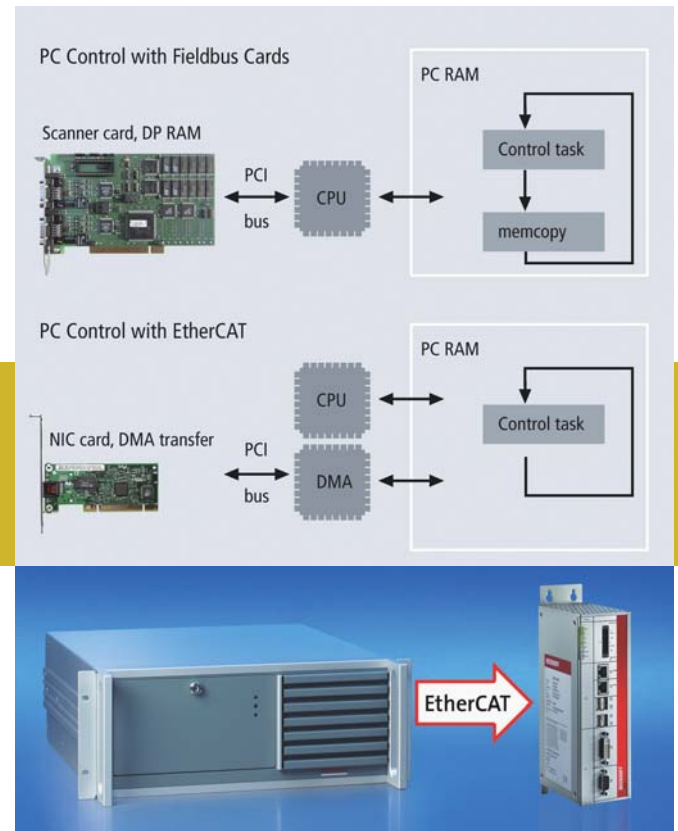 PC Control with Fieldbus Cards
PC RAM
Scanner card, DP RAM
PCI
bus
CPU
Control task
memcopy
PC Control with EtherCAT
PC RAM
NIC card, DMA transfer
PCI
bus
CPU
DMA
Control task
EtherCAT
BECKHOFF